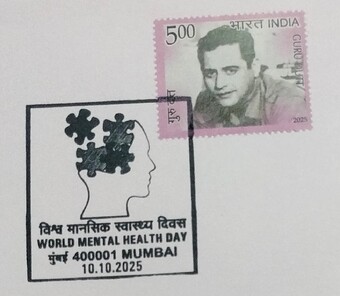 5.00 भारत INDIA
गुरु दत्त
GURU DUTT
2025
विश्व मानसिक स्वास्थ्य दिवस
WORLD MENTAL HEALTH DAY
मुंबई 400001 MUMBAI
10.10.2025